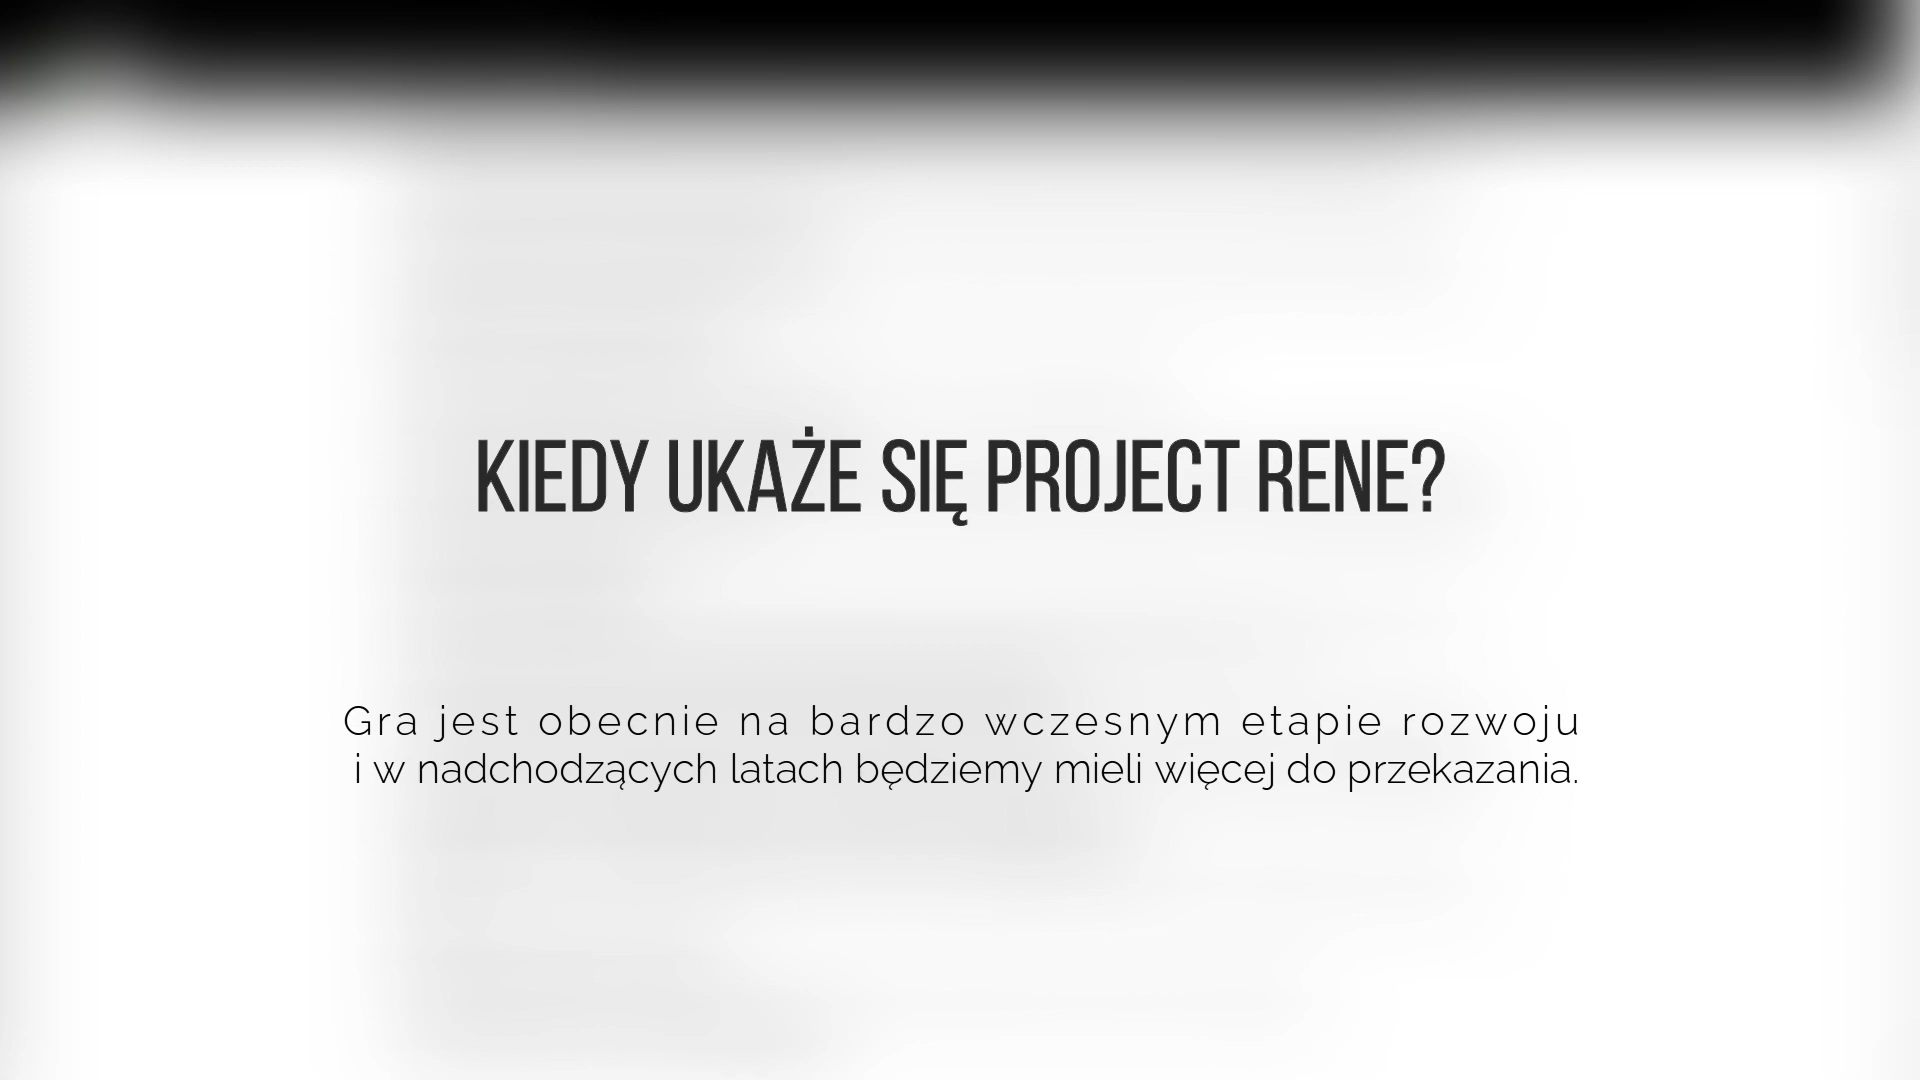 KIEDY UKAŻE SIĘ PROJECT RENE?
Gra jest obecnie na bardzo wczesnym etapie rozwoju
i w nadchodzących latach będziemy mieli więcej do przekazania.